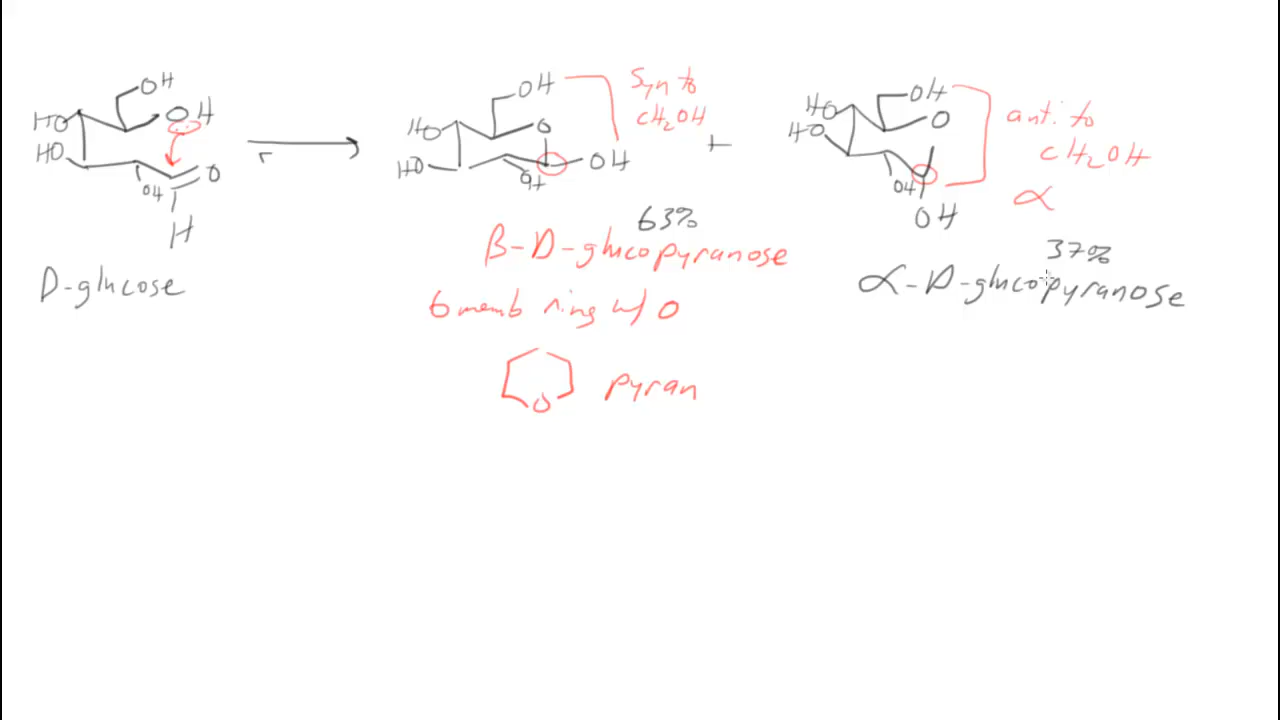 OH
HO
OH
HO
O
OH
H
D-glucose
OH
HO
O
HO
OH
OH
Syn to
CH2OH
63%
β-D-glucopyranose
6 memb ring w/ O
O
pyran
+
OH
HO
HO
O
OH
OH
anti to
CH2OH
α
37%
α-D-glucopyranose